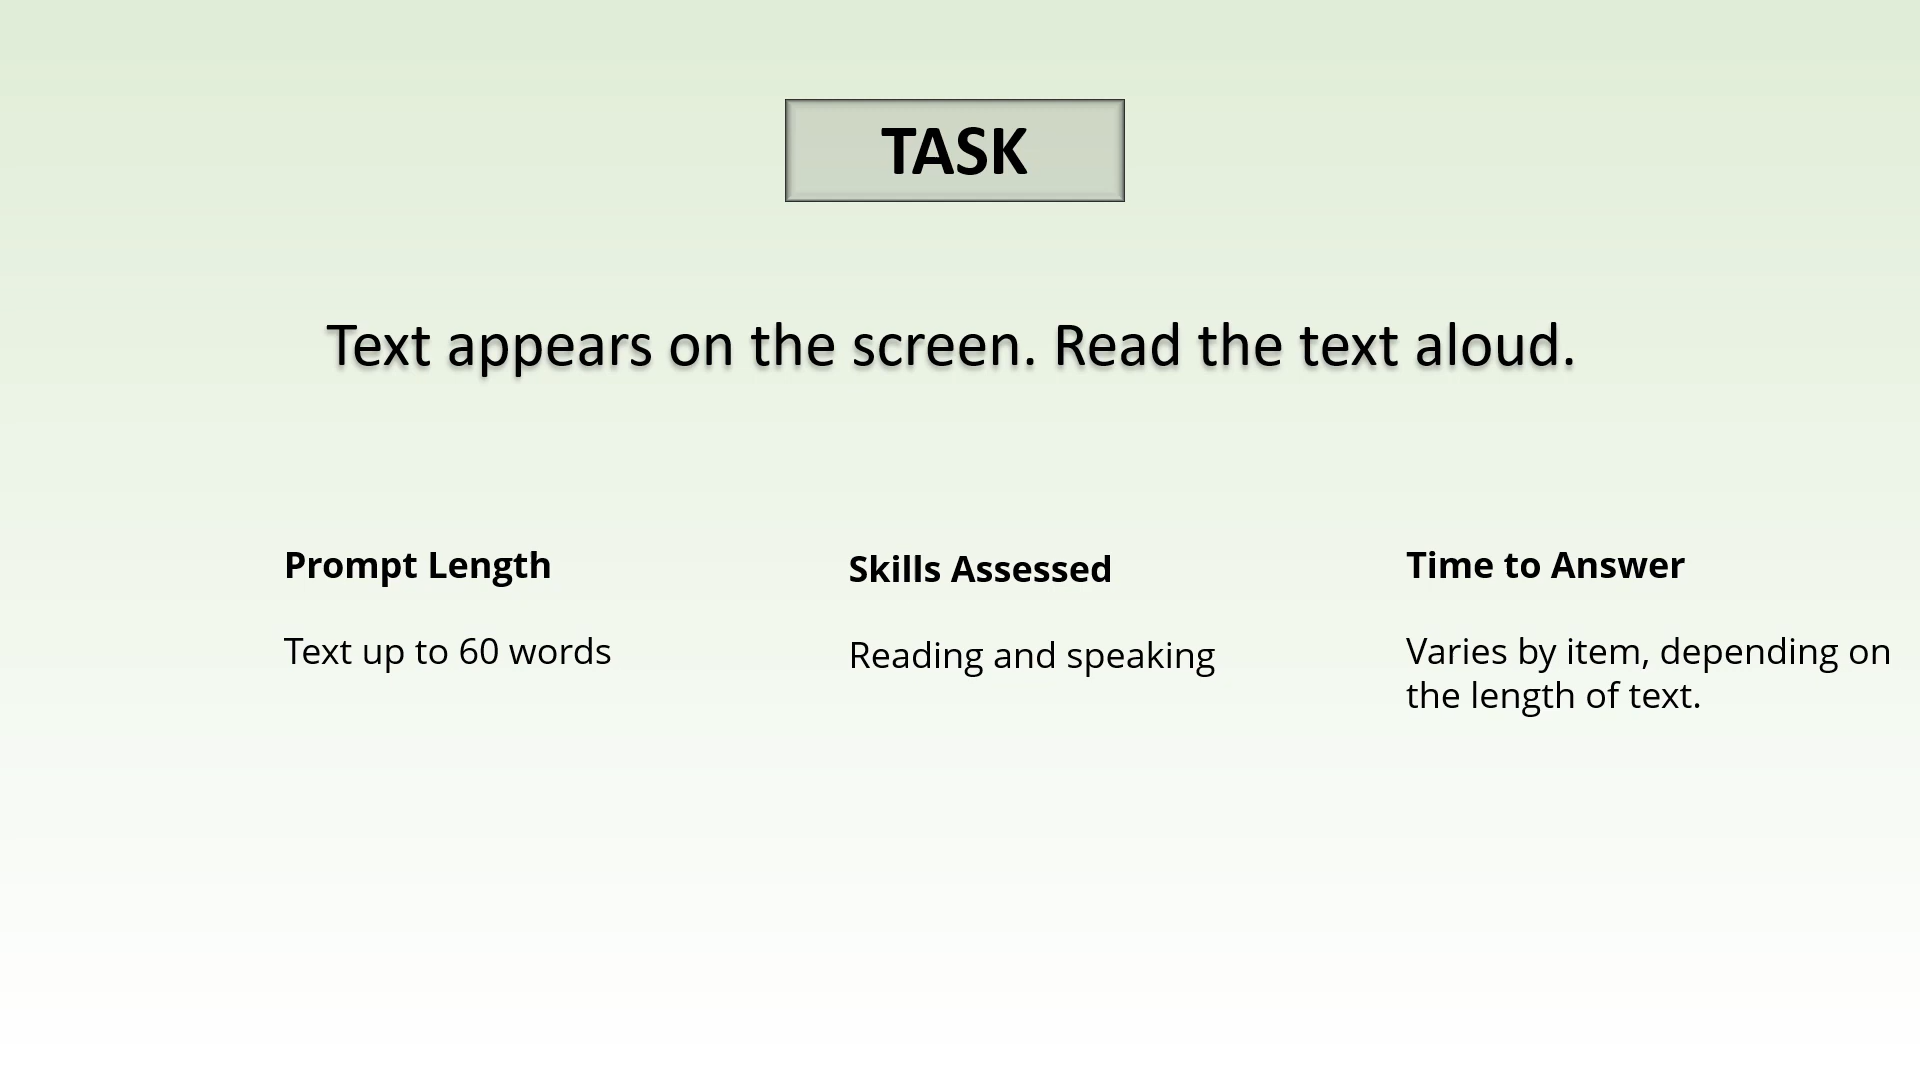 TASK
Text appears on the screen. Read the text aloud.
Prompt Length
Text up to 60 words
Skills Assessed
Reading and speaking
Time to Answer
Varies by item, depending on
the length of text.